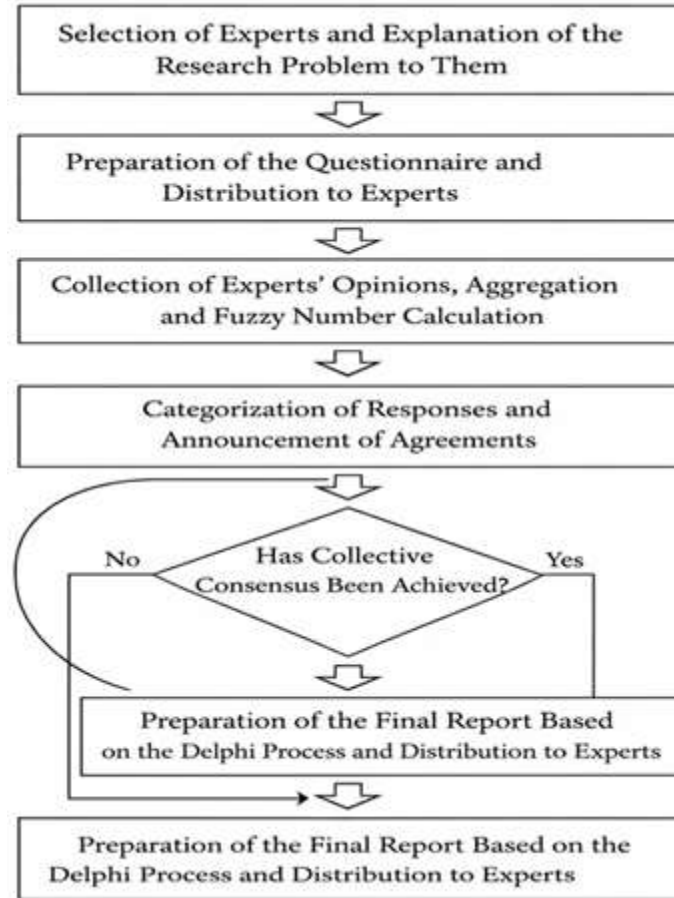 Selection of Experts and Explanation of the
Research Problem to Them
Preparation of the Questionnaire and
Distribution to Experts
Collection of Experts' Opinions, Aggregation
and Fuzzy Number Calculation
Categorization of Responses and
Announcement of Agreements
No
Has Collective
Consensus Been Achieved?
Yes
Preparation of the Final Report Based
on the Delphi Process and Distribution to Experts
Preparation of the Final Report Based on the
Delphi Process and Distribution to Experts